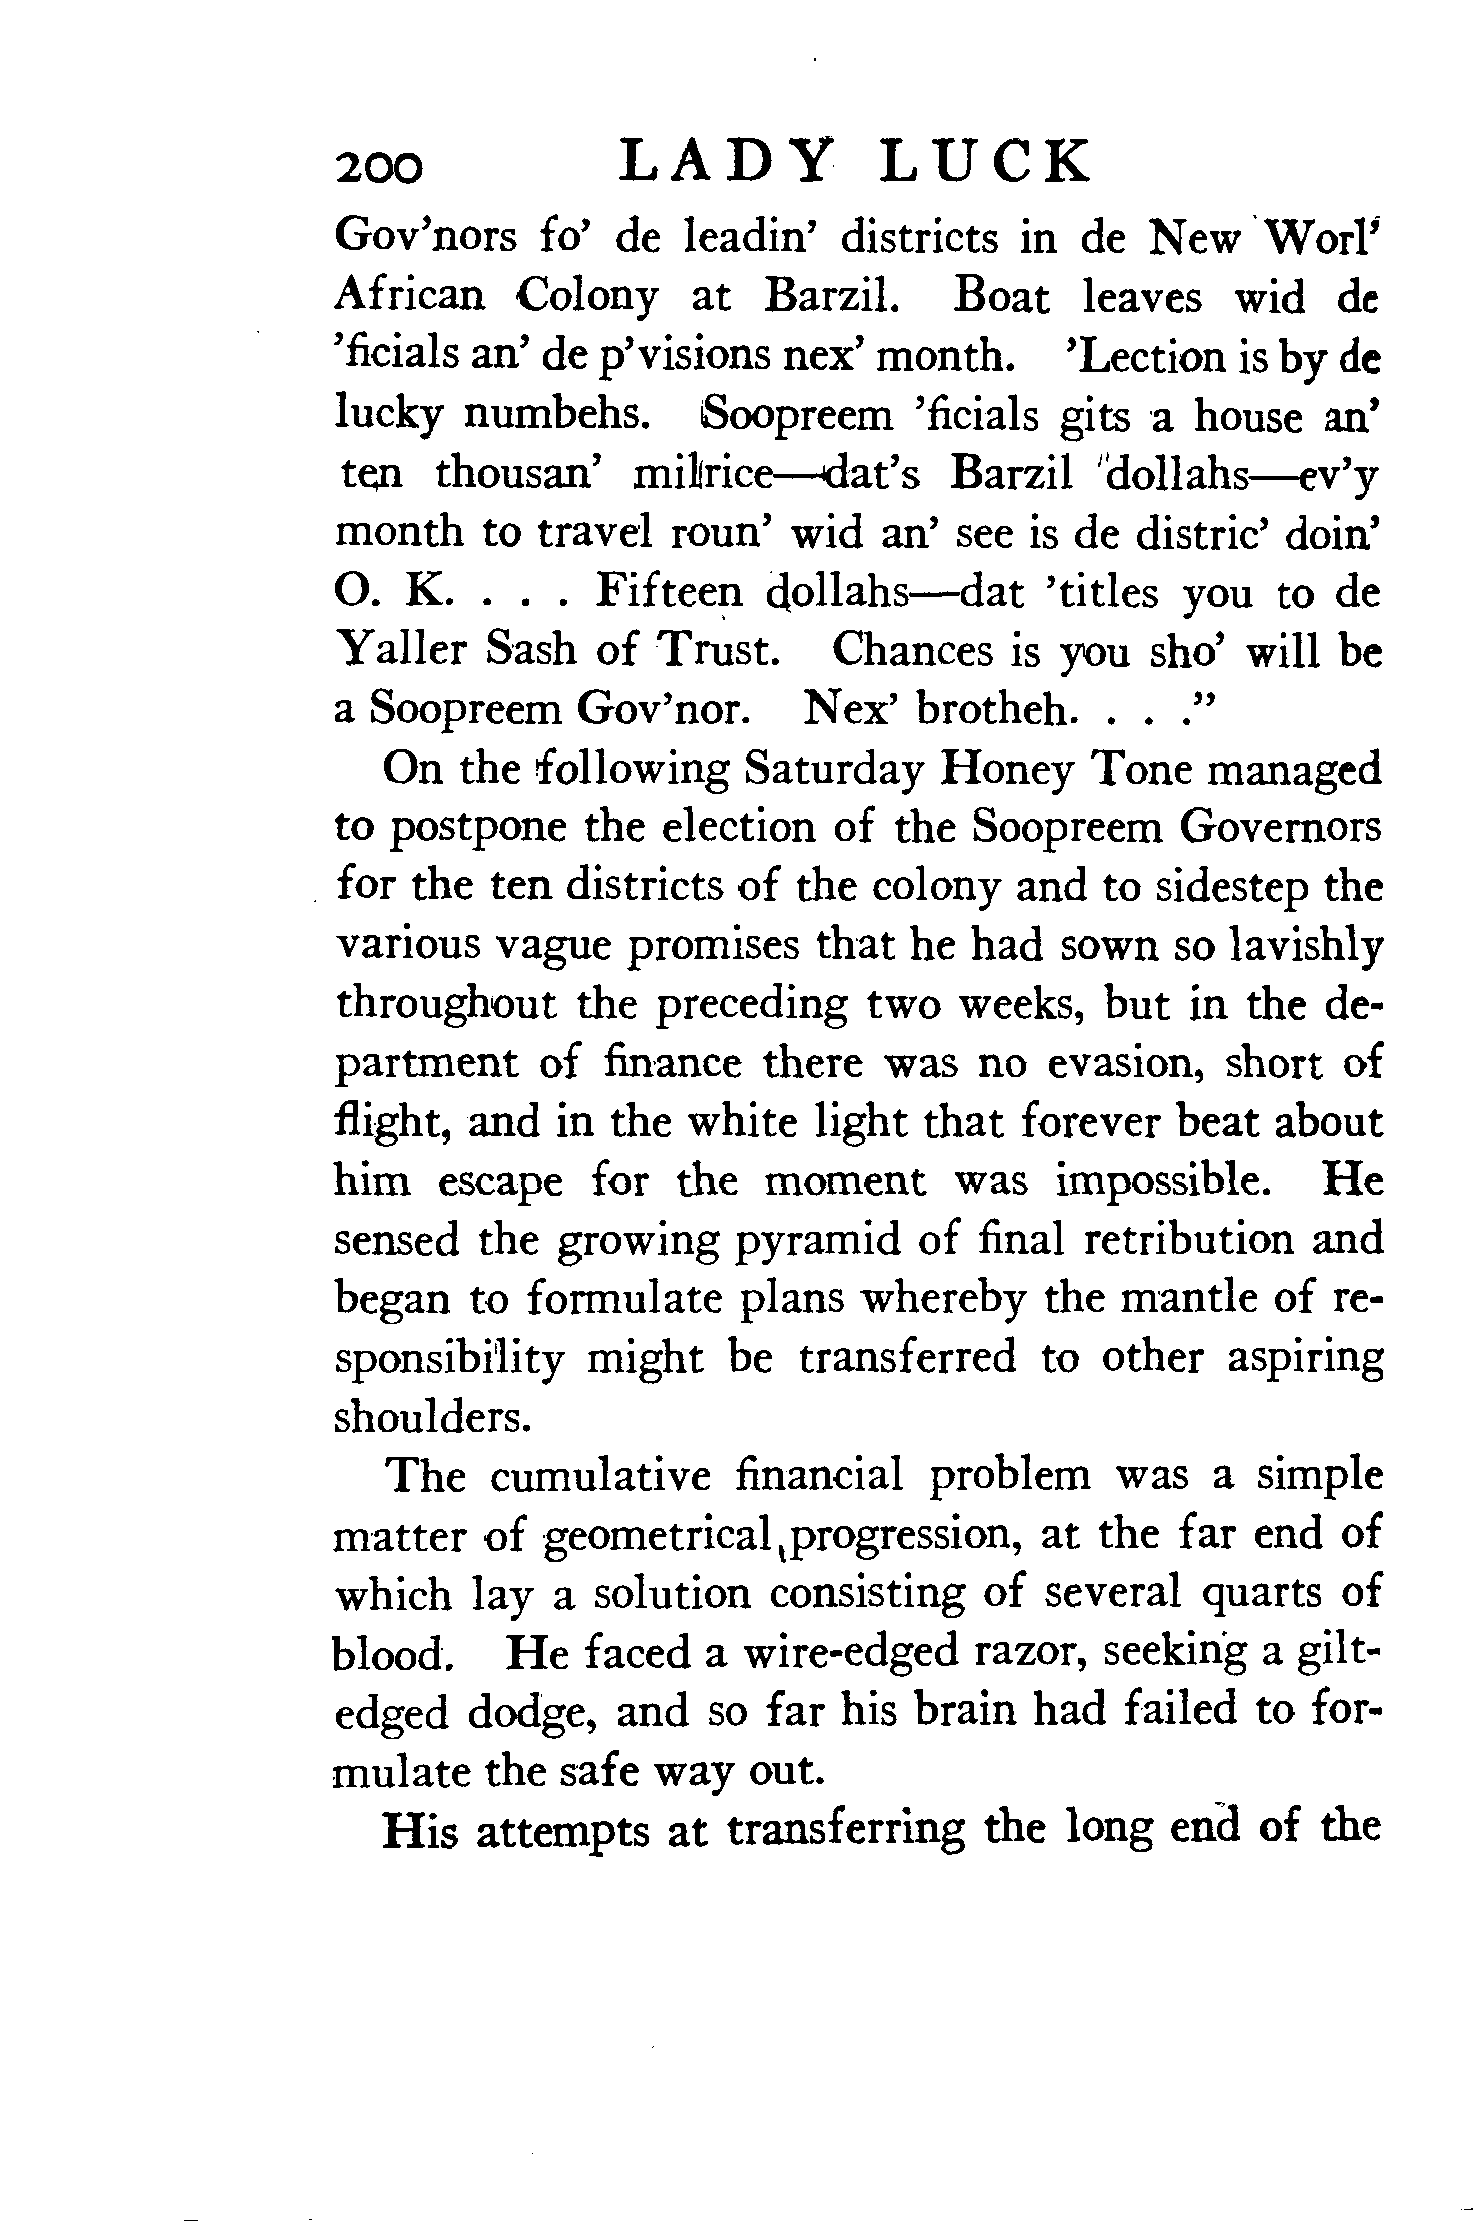 200 LADY LUCK
Gov'nors fo' de leadin' districts in de New Worl'
African Colony at Barzil. Boat leaves wid de
'ficials an' de p'visions nex' month. 'Lection is by de
lucky numbehs. Soopreem 'ficials gits a house an'
ten thousan' milrice—dat's Barzil dollahs—ev'y
month to travel roun' wid an' see is de distric' doin'
O. K. . . . Fifteen dollahs—dat 'titles you to de
Yaller Sash of Trust. Chances is you sho' will be
a Soopreem Gov'nor. Nex' brotheh. . . ."
On the following Saturday Honey Tone managed
to postpone the election of the Soopreem Governors
for the ten districts of the colony and to sidestep the
various vague promises that he had sown so lavishly
throughout the preceding two weeks, but in the de-
partment of finance there was no evasion, short of
flight, and in the white light that forever beat about
him escape for the moment was impossible. He
sensed the growing pyramid of final retribution and
began to formulate plans whereby the mantle of re-
sponsibility might be transferred to other aspiring
shoulders.
The cumulative financial problem was a simple
matter of geometrical progression, at the far end of
which lay a solution consisting of several quarts of
blood. He faced a wire-edged razor, seeking a gilt-
edged dodge, and so far his brain had failed to for-
mulate the safe way out.
His attempts at transferring the long end of the